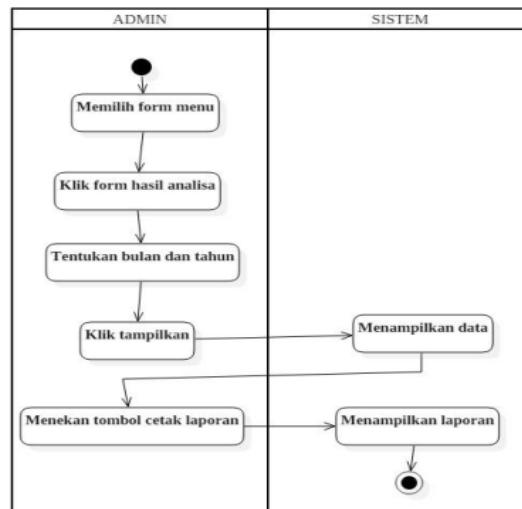 ADMIN
SISTEM
Memilih form menu
Klik form hasil analisa
Tentukan bulan dan tahun
Klik tampilkan
Menampilkan data
Menekan tombol cetak laporan
Menampilkan laporan